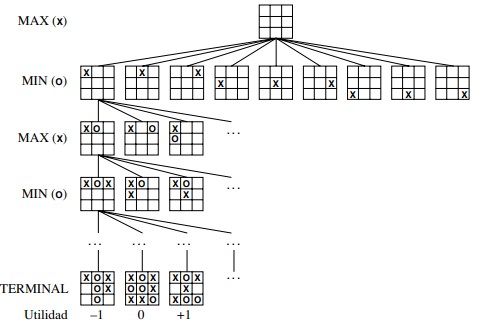 MAX (x)
MIN (o)
X X X X X X X X X
MAX (x)
X O X O X ...
O
MIN (o)
X O X X O X O ...
X X
... ... ... ...
TERMINAL
X O X X O X X O X ...
O X O O X X
O X X O X O O
Utilidad –1 0 +1